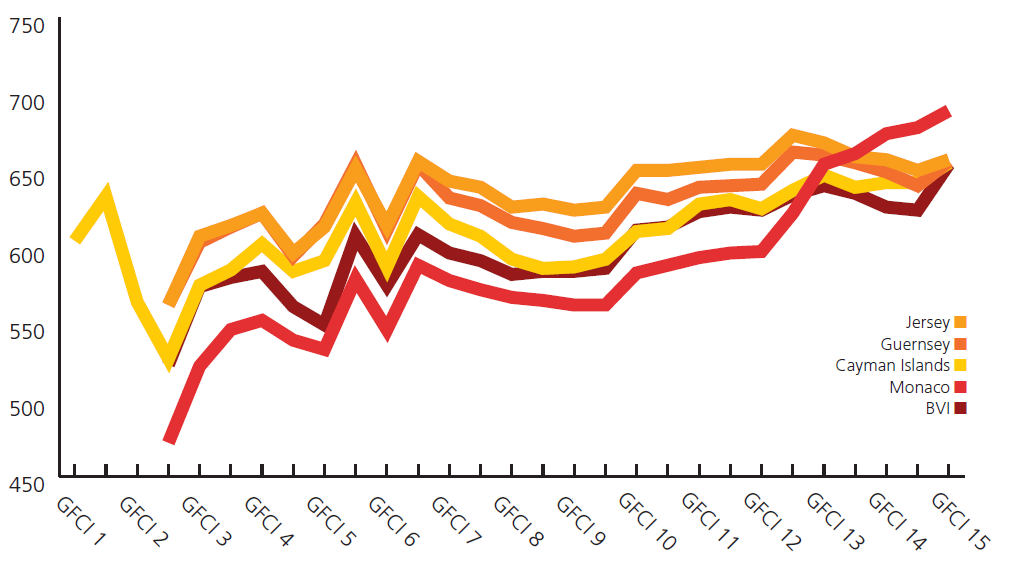 750
700
650
600
550
500
450
Jersey
Guernsey
Cayman Islands
Monaco
BVI
GFCI 1
GFCI 2
GFCI 3
GFCI 4
GFCI 5
GFCI 6
GFCI 7
GFCI 8
GFCI 9
GFCI 10
GFCI 11
GFCI 12
GFCI 13
GFCI 14
GFCI 15